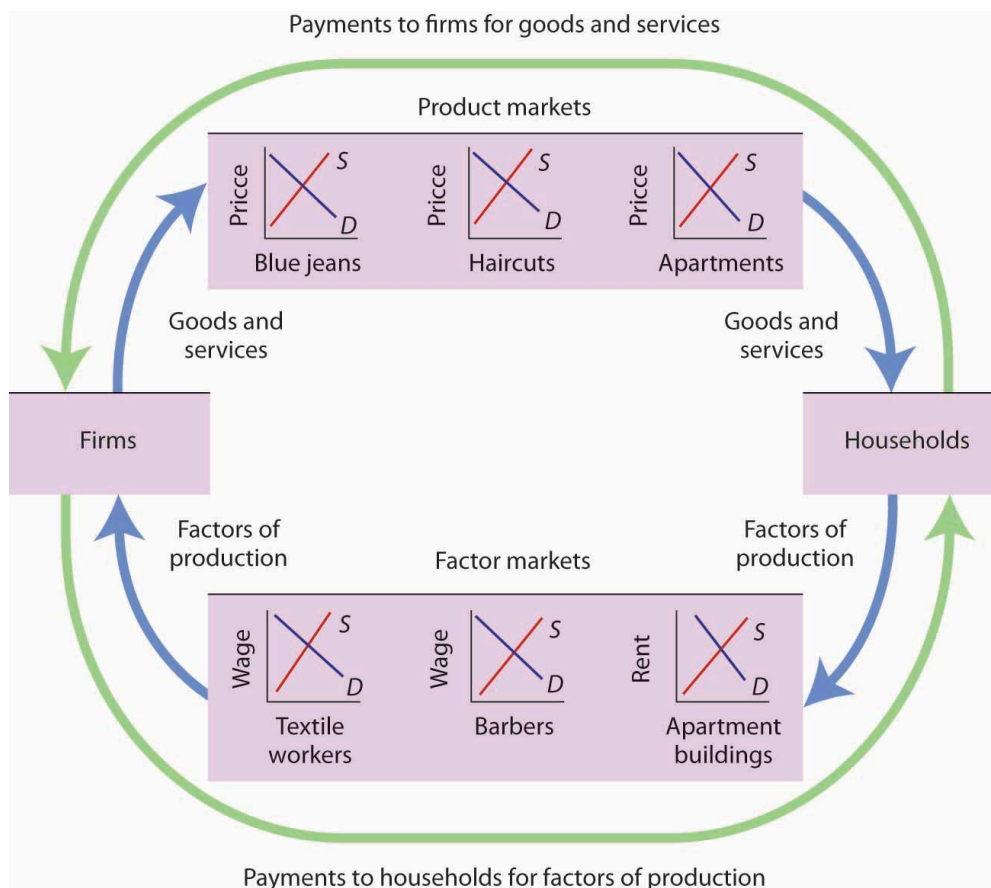 Payments to firms for goods and services
Product markets
Pricce
S
D
Blue jeans
Pricce
S
D
Haircuts
Pricce
S
D
Apartments
Goods and
services
Goods and
services
Firms
Households
Factors of
production
Factors of
production
Factor markets
Wage
S
D
Textile
workers
Wage
S
D
Barbers
Rent
S
D
Apartment
buildings
Payments to households for factors of production